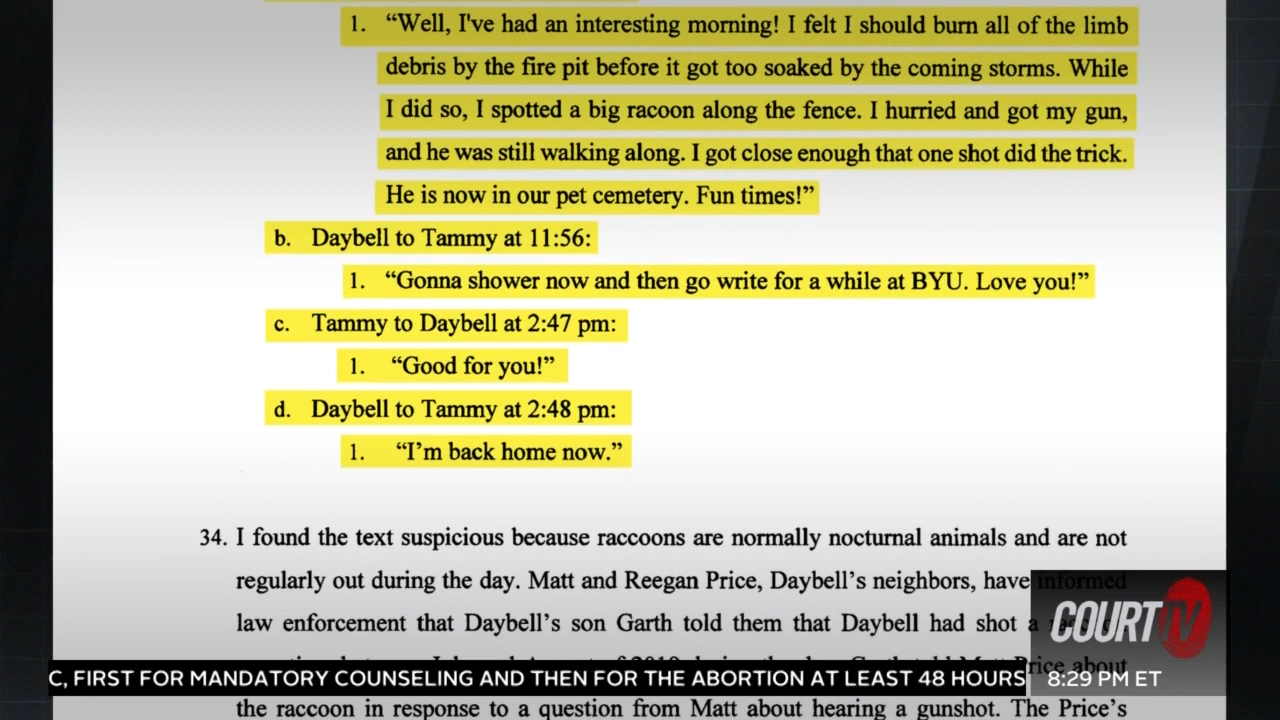 1. “Well, I've had an interesting morning! I felt I should burn all of the limb
debris by the fire pit before it got too soaked by the coming storms. While
I did so, I spotted a big racoon along the fence. I hurried and got my gun,
and he was still walking along. I got close enough that one shot did the trick.
He is now in our pet cemetery. Fun times!”
b. Daybell to Tammy at 11:56:
1. “Gonna shower now and then go write for a while at BYU. Love you!”
c. Tammy to Daybell at 2:47 pm:
1. “Good for you!”
d. Daybell to Tammy at 2:48 pm:
1. “I’m back home now.”
34. I found the text suspicious because raccoons are normally nocturnal animals and are not
regularly out during the day. Matt and Reegan Price, Daybell’s neighbors, have informed
law enforcement that Daybell’s son Garth told them that Daybell had shot a
Price about
the raccoon in response to a question from Matt about hearing a gunshot. The Price’s
COURT TV
C, FIRST FOR MANDATORY COUNSELING AND THEN FOR THE ABORTION AT LEAST 48 HOURS
8:29 PM ET